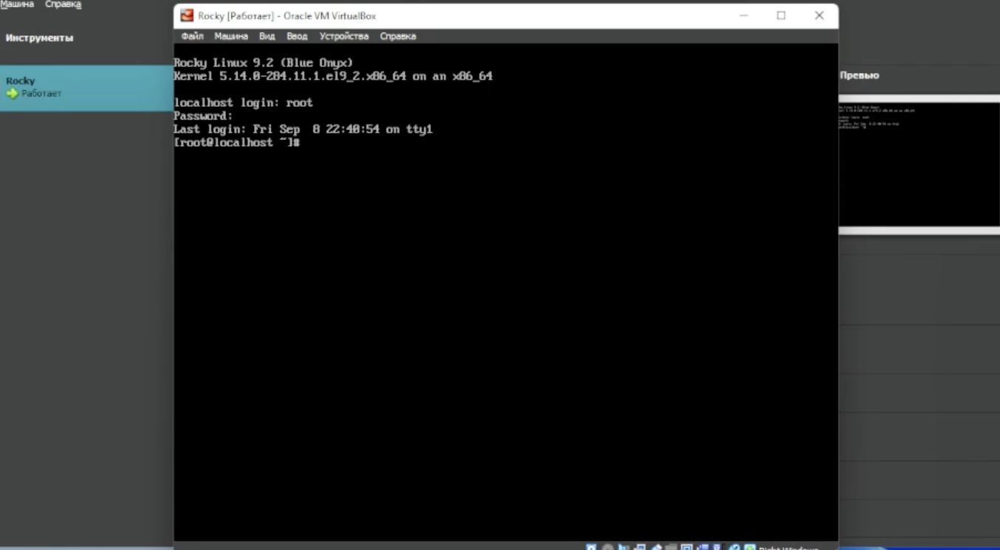 Машина Справка
Инструменты
Rocky
Работает
Rocky [Работает] - Oracle VM VirtualBox
Файл Машина Вид Ввод Устройства Справка
Rocky Linux 9.2 (Blue Onyx)
Kernel 5.14.0-284.11.1.el9_2.x86_64 on an x86_64
localhost login: root
Password:
Last login: Fri Sep  8 22:40:54 on tty1
[root@localhost ~]#
Превью
Right Windows